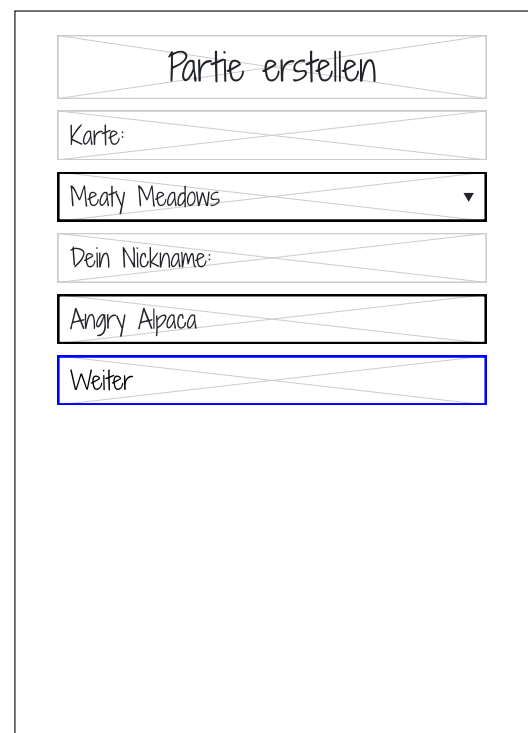 Partie erstellen
Karte:
Meaty Meadows
Dein Nickname:
Angry Alpaca
Weiter